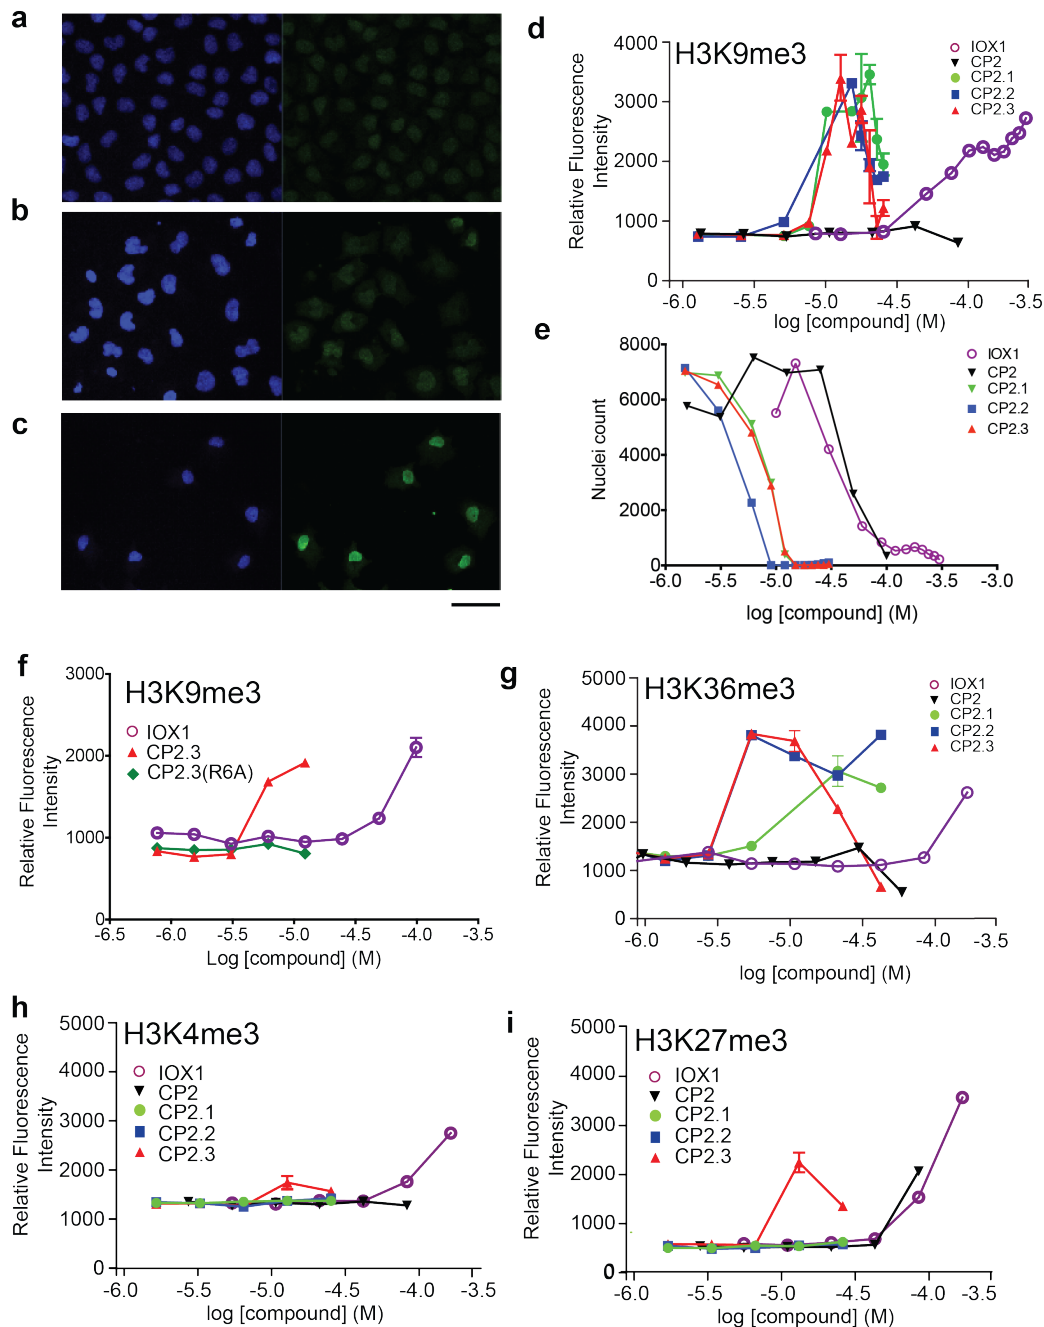 a
b
c
d
H3K9me3
IOX1
CP2
CP2.1
CP2.2
CP2.3
4000
3000
2000
1000
0
Relative Fluorescence
Intensity
-6.0 -5.5 -5.0 -4.5 -4.0 -3.5
log [compound] (M)
e
IOX1
CP2
CP2.1
CP2.2
CP2.3
8000
6000
4000
2000
0
Nuclei count
-6.0 -5.5 -5.0 -4.5 -4.0 -3.5 -3.0
log [compound] (M)
f
H3K9me3
IOX1
CP2.3
CP2.3(R6A)
3000
2000
1000
0
Relative Fluorescence
Intensity
-6.5 -6.0 -5.5 -5.0 -4.5 -4.0 -3.5
Log [compound] (M)
g
H3K36me3
IOX1
CP2
CP2.1
CP2.2
CP2.3
5000
4000
3000
2000
1000
0
Relative Fluorescence
Intensity
-6.0 -5.5 -5.0 -4.5 -4.0 -3.5
log [compound] (M)
h
H3K4me3
IOX1
CP2
CP2.1
CP2.2
CP2.3
5000
4000
3000
2000
1000
0
Relative Fluorescence
Intensity
-6.0 -5.5 -5.0 -4.5 -4.0 -3.5
log [compound] (M)
i
H3K27me3
IOX1
CP2
CP2.1
CP2.2
CP2.3
5000
4000
3000
2000
1000
0
Relative Fluorescence
Intensity
-6.0 -5.5 -5.0 -4.5 -4.0 -3.5
log [compound] (M)